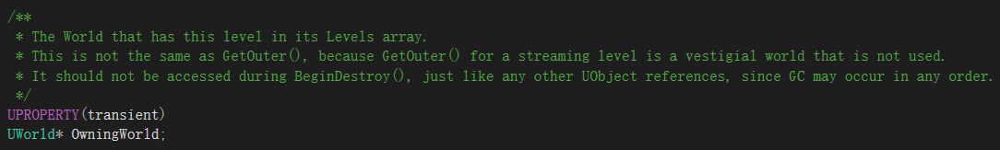 /**
 * The World that has this level in its Levels array.
 * This is not the same as GetOuter(), because GetOuter() for a streaming level is a vestigial world that is not used.
 * It should not be accessed during BeginDestroy(), just like any other UObject references, since GC may occur in any order.
 */
UPROPERTY(transient)
UWorld* OwningWorld;